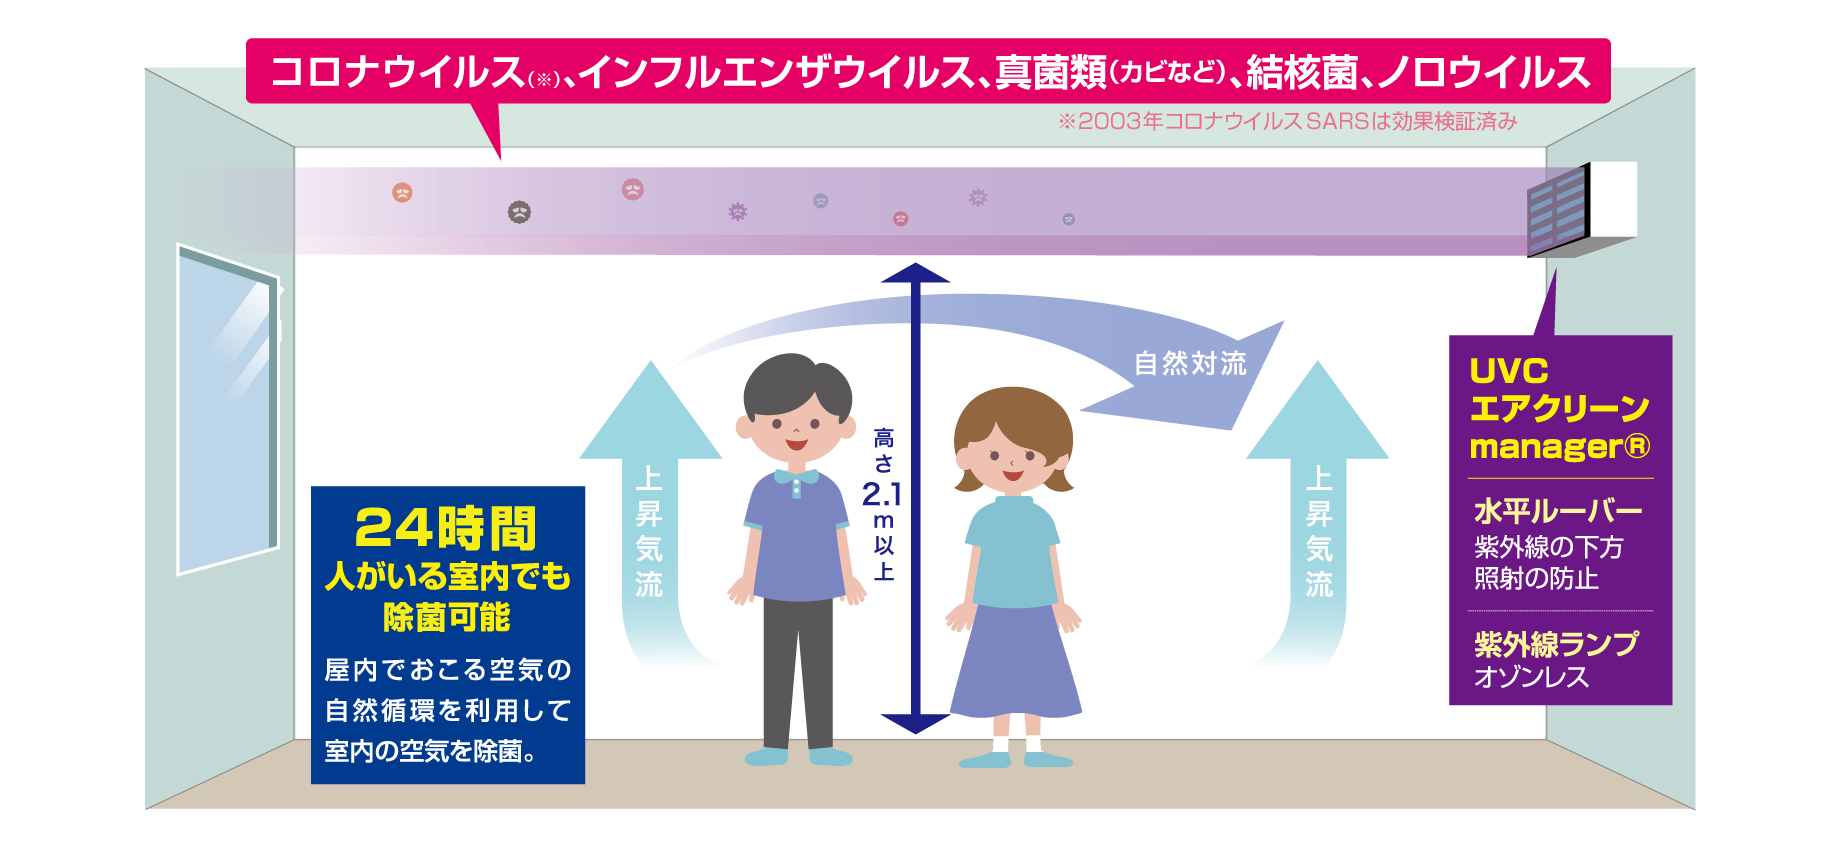 コロナウイルス(※)、インフルエンザウイルス、真菌類(カビなど)、結核菌、ノロウイルス
※2003年コロナウイルスSARSは効果検証済み
自然対流
上昇気流
高さ2.1m以上
上昇気流
24時間
人がいる室内でも
除菌可能
屋内でおこる空気の
自然循環を利用して
室内の空気を除菌。
UVC
エアクリーン
manager®
水平ルーバー
紫外線の下方
照射の防止
紫外線ランプ
オゾンレス